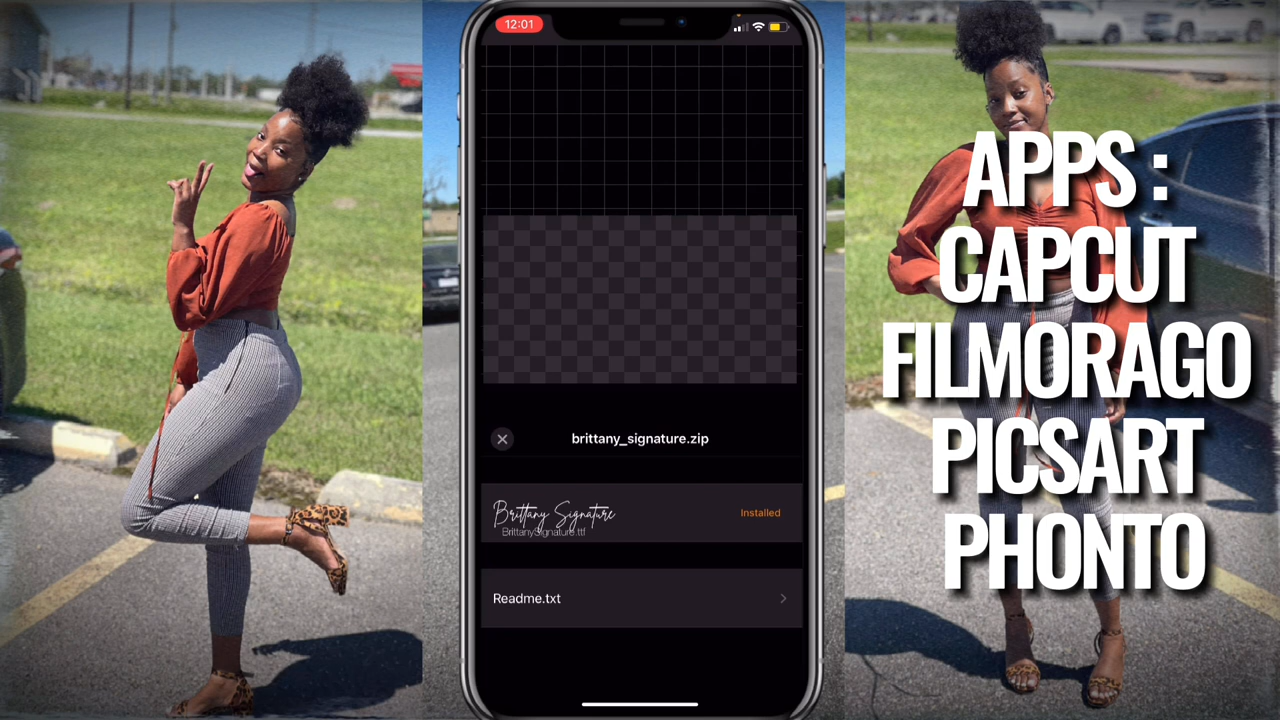 12:01
brittany_signature.zip
Brittany Signature
BrittanySignature.ttf
Installed
Readme.txt
APPS :
CAPCUT
FILMORAGO
PICSART
PHONTO